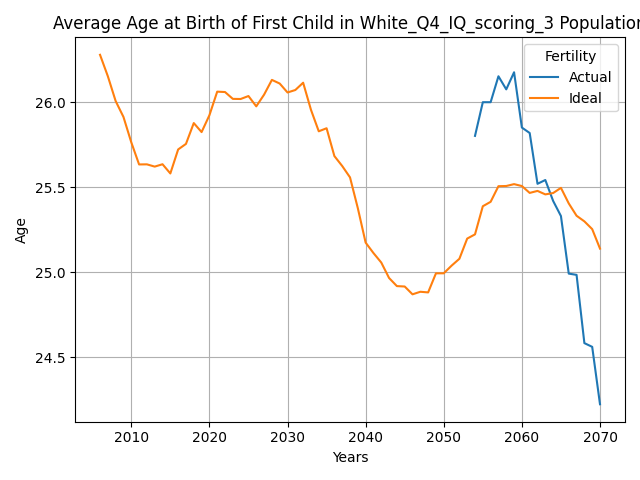 Average Age at Birth of First Child in White_Q4_IQ_scoring_3 Population
Fertility
Actual
Ideal
26.0
25.5
25.0
24.5
Age
2010 2020 2030 2040 2050 2060 2070
Years